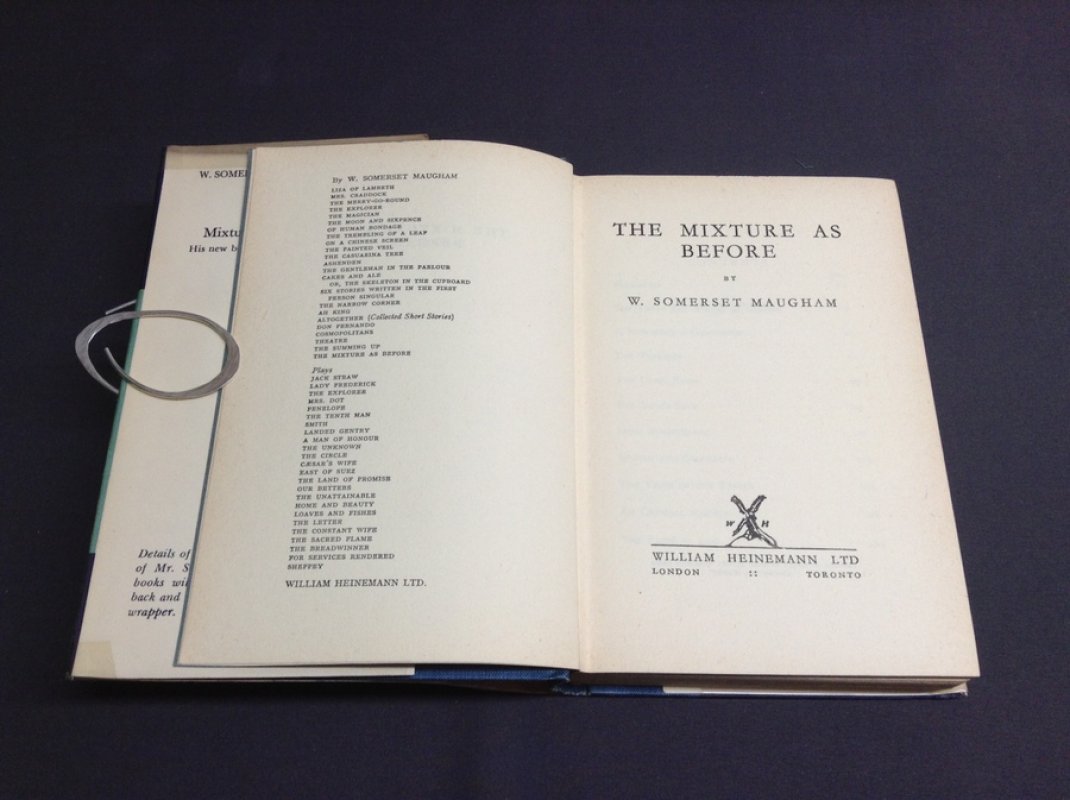 W. SOME
Mixtu
His new b
Details of
of Mr. S
books wi
back and
wrapper.
By W. SOMERSET MAUGHAM
LIZA OF LAMBETH
MRS. CRADDOCK
THE MERRY-GO-ROUND
THE EXPLORER
THE MAGICIAN
THE MOON AND SIXPENCE
OF HUMAN BONDAGE
THE TREMBLING OF A LEAF
ON A CHINESE SCREEN
THE PAINTED VEIL
THE CASUARINA TREE
ASHENDEN
THE GENTLEMAN IN THE PARLOUR
CAKES AND ALE
OR, THE SKELETON IN THE CUPBOARD
SIX STORIES WRITTEN IN THE FIRST
PERSON SINGULAR
THE NARROW CORNER
AH KING
ALTOGETHER (Collected Short Stories)
DON FERNANDO
COSMOPOLITANS
THEATRE
THE SUMMING UP
THE MIXTURE AS BEFORE
Plays
JACK STRAW
LADY FREDERICK
THE EXPLORER
MRS. DOT
PENELOPE
THE TENTH MAN
SMITH
LANDED GENTRY
A MAN OF HONOUR
THE UNKNOWN
THE CIRCLE
CÆSAR'S WIFE
EAST OF SUEZ
THE LAND OF PROMISE
OUR BETTERS
THE UNATTAINABLE
HOME AND BEAUTY
LOAVES AND FISHES
THE LETTER
THE CONSTANT WIFE
THE SACRED FLAME
THE BREADWINNER
FOR SERVICES RENDERED
SHEPPEY
WILLIAM HEINEMANN LTD.
THE MIXTURE AS
BEFORE
BY
W. SOMERSET MAUGHAM
W H
WILLIAM HEINEMANN LTD
LONDON :: TORONTO